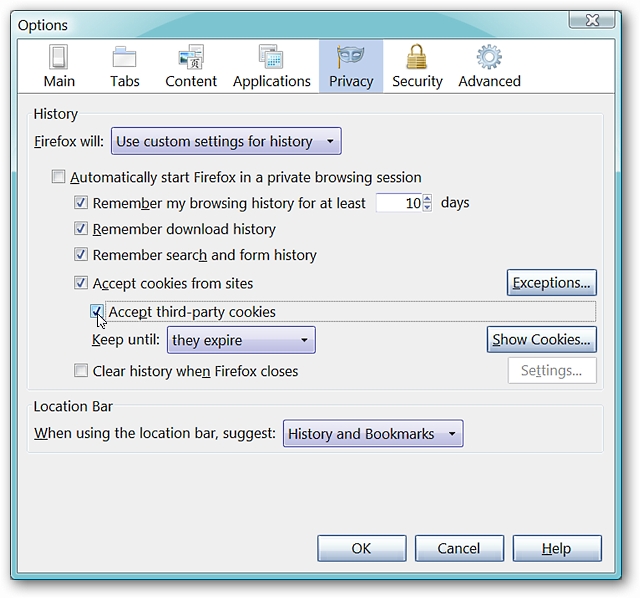 Options
Main Tabs Content Applications Privacy Security Advanced
History
Firefox will: Use custom settings for history
Automatically start Firefox in a private browsing session
Remember my browsing history for at least 10 days
Remember download history
Remember search and form history
Accept cookies from sites Exceptions...
Accept third-party cookies
Keep until: they expire Show Cookies...
Clear history when Firefox closes Settings...
Location Bar
When using the location bar, suggest: History and Bookmarks
OK Cancel Help